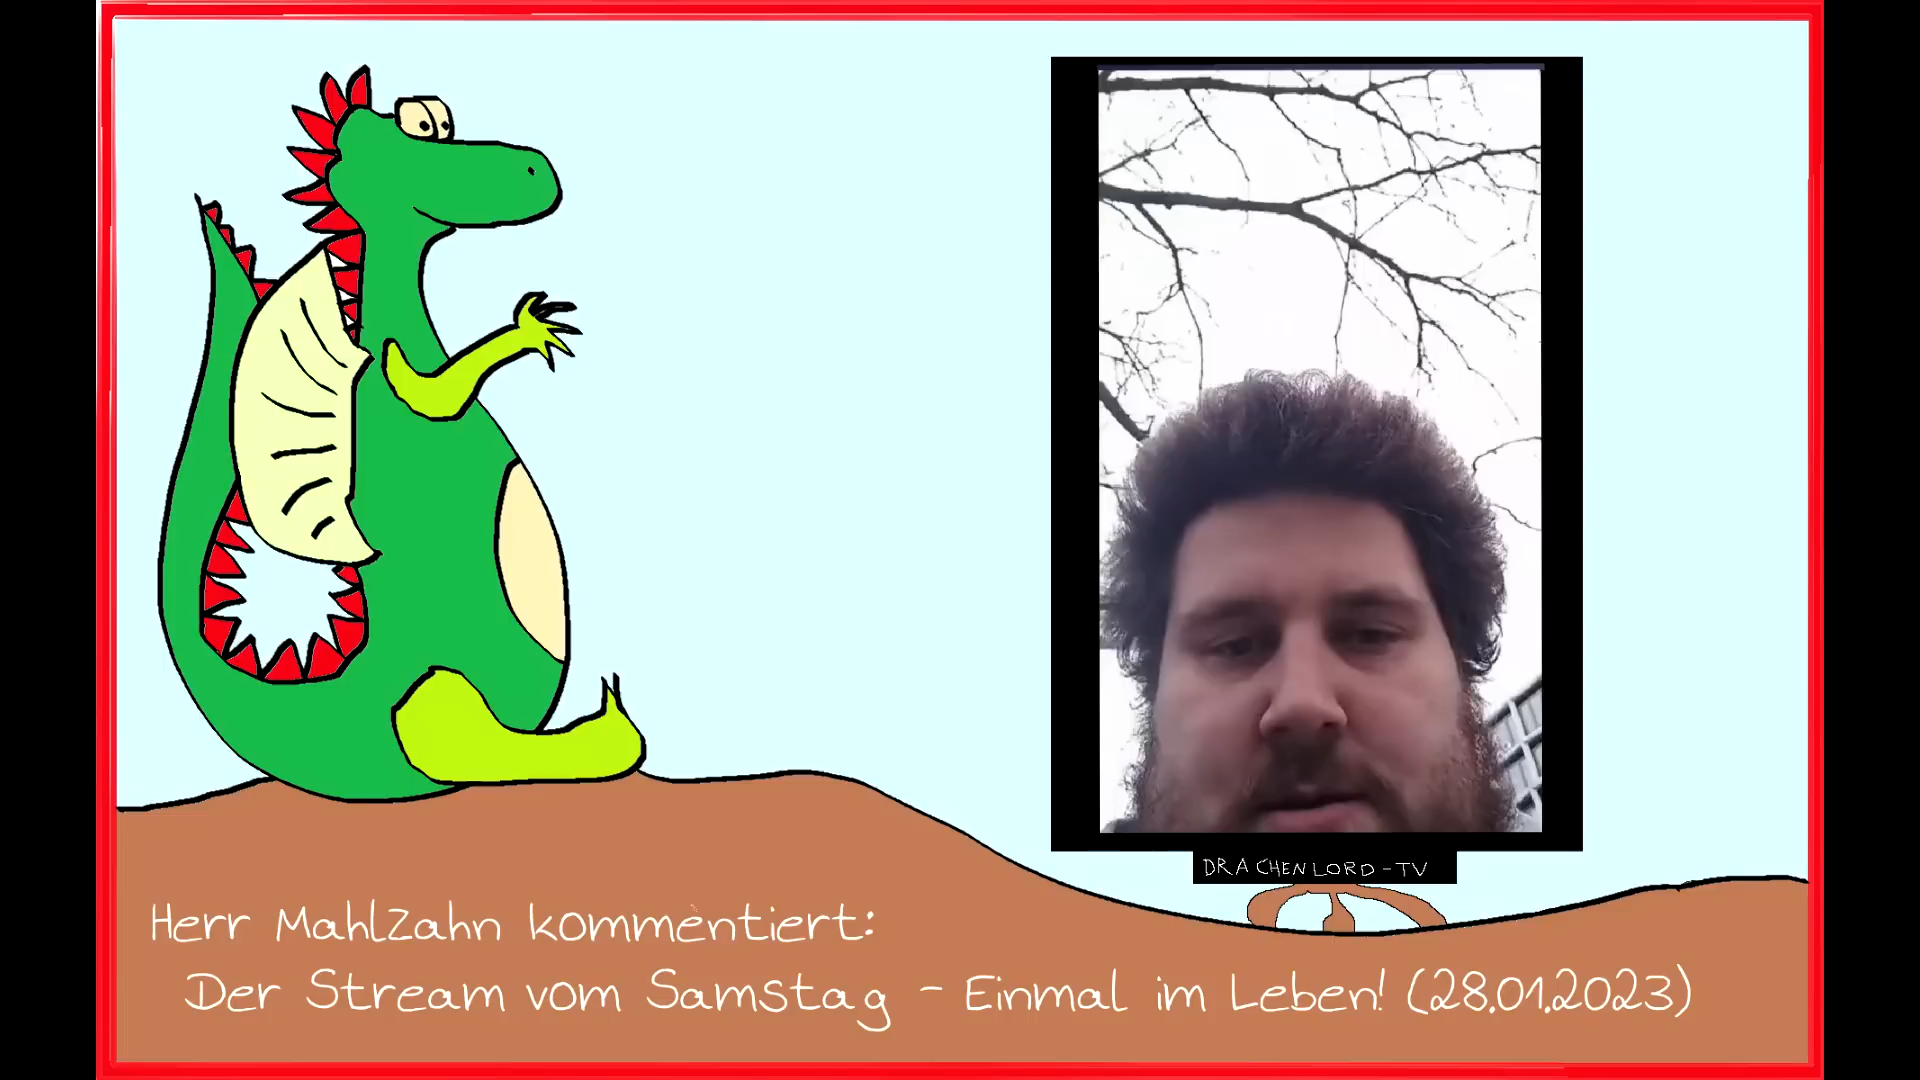 DRACHENLORD-TV
Herr Mahlzahn kommentiert:
Der Stream vom Samstag - Einmal im Leben! (28.01.2023)